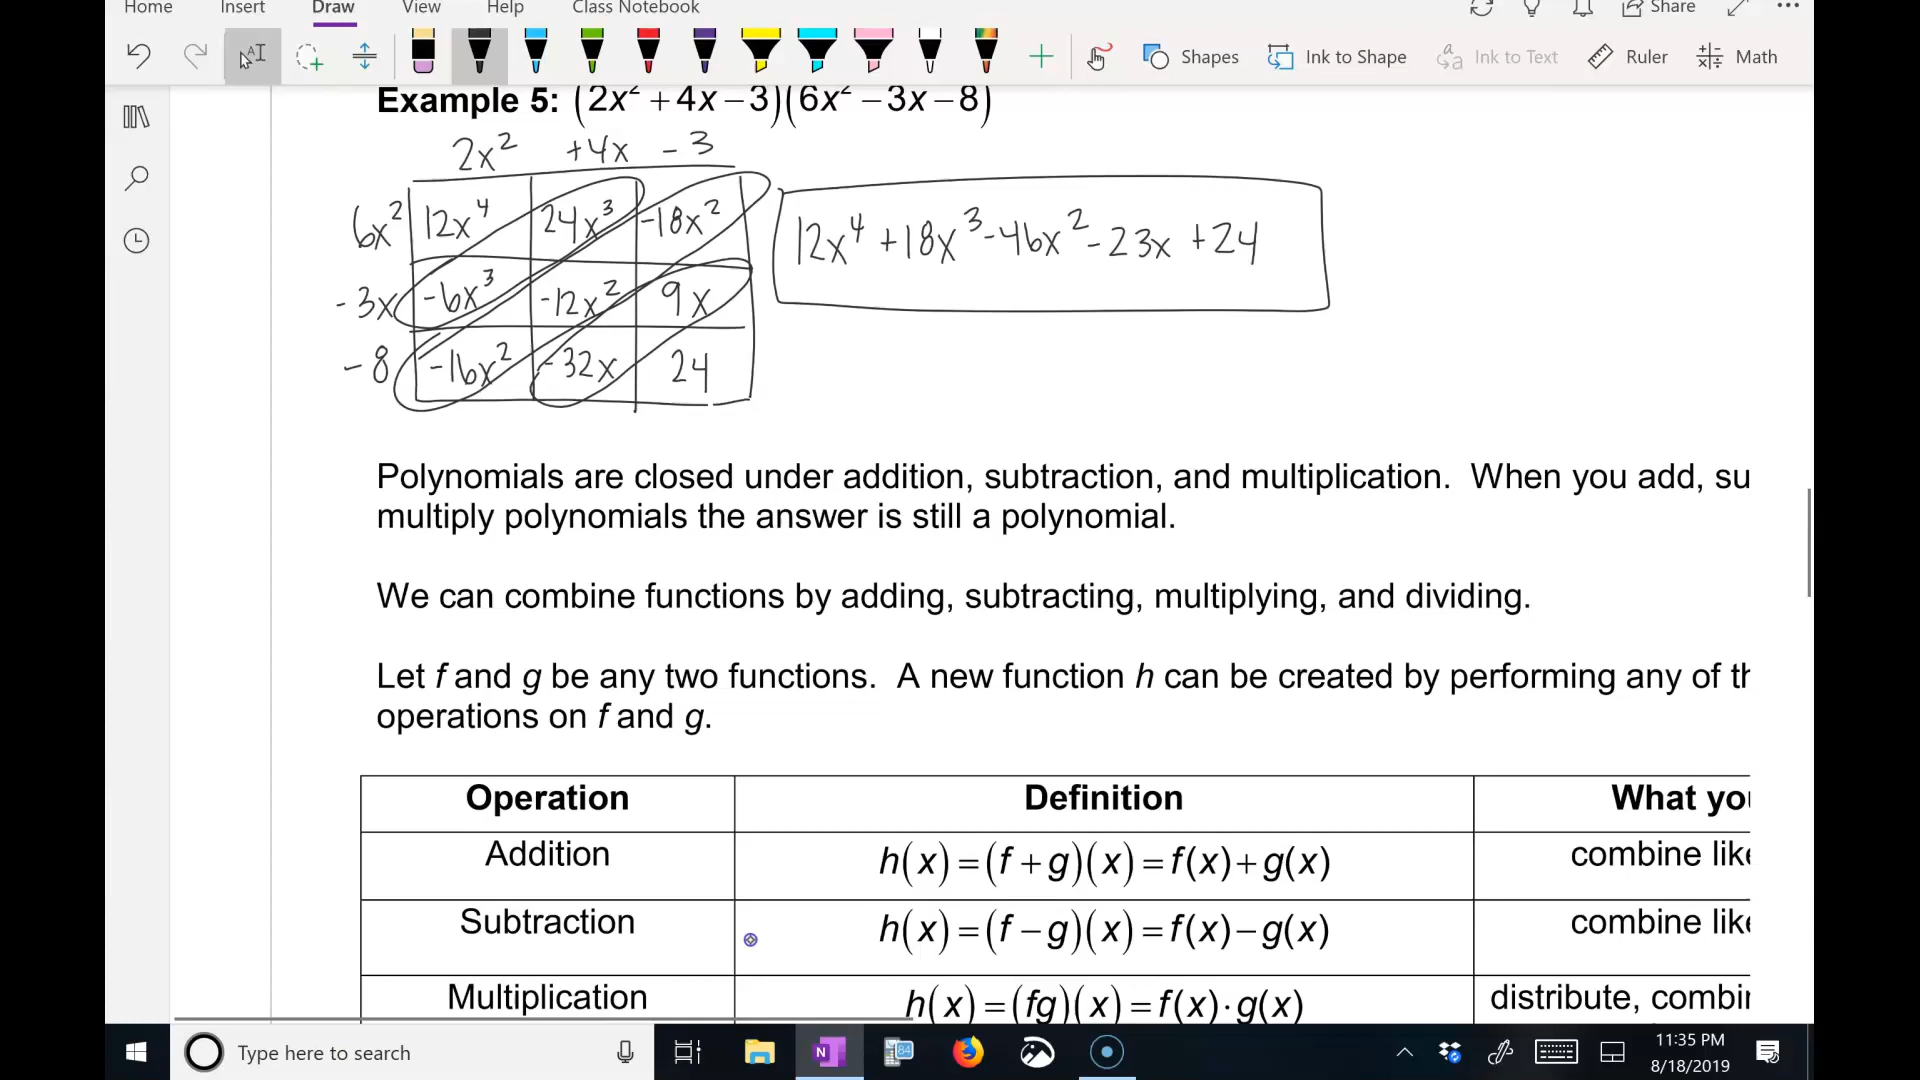 Home Insert Draw View Help Class Notebook Share
Shapes Ink to Shape Ink to Text Ruler Math
Example 5: (2x² + 4x − 3)(6x² − 3x − 8)
2x² +4x - 3
6x² 12x⁴ 24x³ -18x²
12x⁴ +18x³ -46x² - 23x +24
- 3x -6x³ -12x² 9x
- 8 -16x² -32x 24
Polynomials are closed under addition, subtraction, and multiplication. When you add, su
multiply polynomials the answer is still a polynomial.
We can combine functions by adding, subtracting, multiplying, and dividing.
Let f and g be any two functions. A new function h can be created by performing any of th
operations on f and g.
Operation Definition What you
Addition h(x) = (f + g)(x) = f(x) + g(x) combine like
Subtraction h(x) = (f − g)(x) = f(x) − g(x) combine like
Multiplication h(x) = (fg)(x) = f(x) · g(x) distribute, combin
Type here to search
11:35 PM
8/18/2019